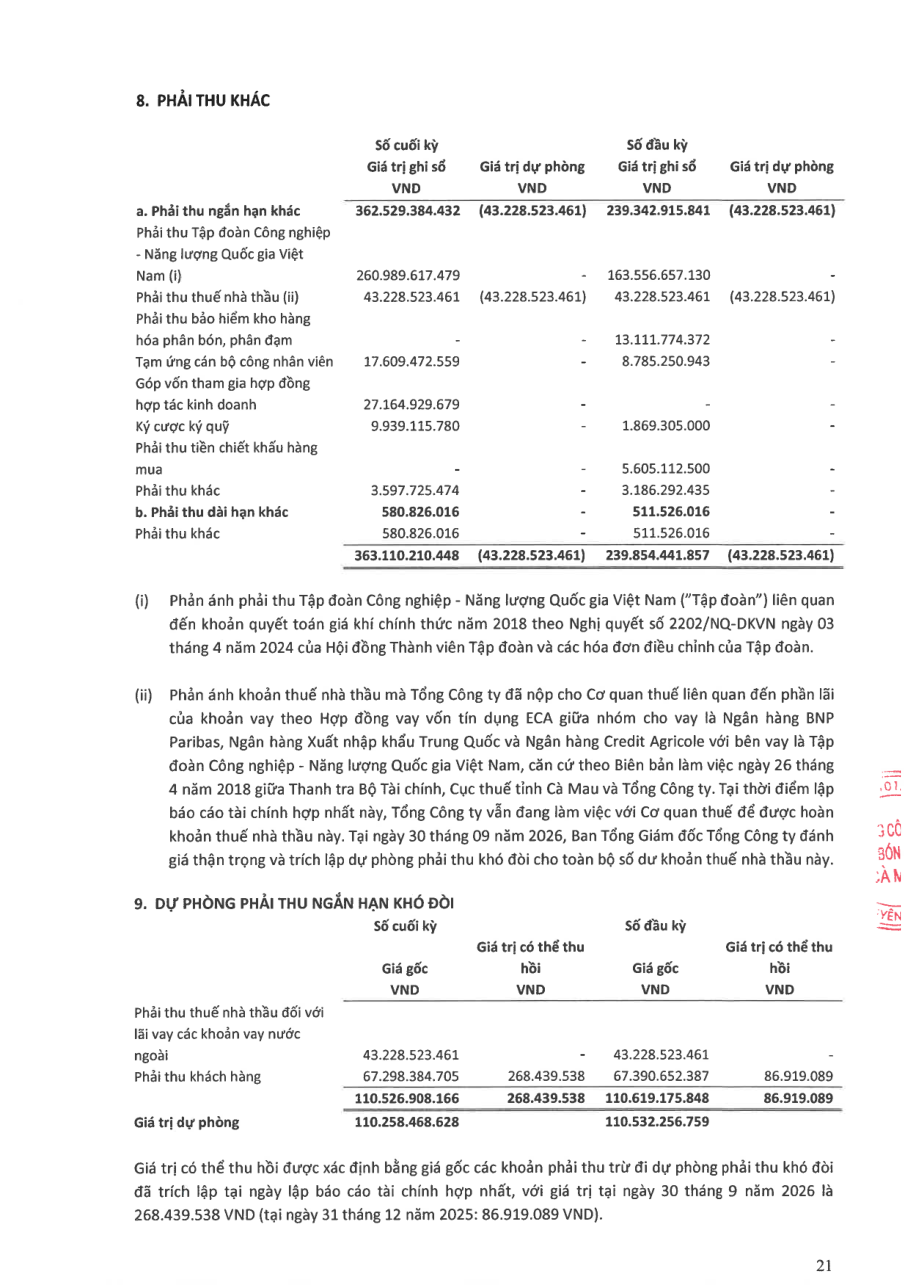 8. PHẢI THU KHÁC
Số cuối kỳ Số đầu kỳ
Giá trị ghi sổ Giá trị dự phòng Giá trị ghi sổ Giá trị dự phòng
VND VND VND VND
a. Phải thu ngắn hạn khác 362.529.384.432 (43.228.523.461) 239.342.915.841 (43.228.523.461)
Phải thu Tập đoàn Công nghiệp
- Năng lượng Quốc gia Việt
Nam (i) 260.989.617.479 - 163.556.657.130 -
Phải thu thuế nhà thầu (ii) 43.228.523.461 (43.228.523.461) 43.228.523.461 (43.228.523.461)
Phải thu bảo hiểm kho hàng
hóa phân bón, phân đạm - - 13.111.774.372 -
Tạm ứng cán bộ công nhân viên 17.609.472.559 - 8.785.250.943 -
Góp vốn tham gia hợp đồng
hợp tác kinh doanh 27.164.929.679 - - -
Ký cược ký quỹ 9.939.115.780 - 1.869.305.000 -
Phải thu tiền chiết khấu hàng
mua - - 5.605.112.500 -
Phải thu khác 3.597.725.474 - 3.186.292.435 -
b. Phải thu dài hạn khác 580.826.016 - 511.526.016 -
Phải thu khác 580.826.016 - 511.526.016 -
363.110.210.448 (43.228.523.461) 239.854.441.857 (43.228.523.461)
(i) Phản ánh phải thu Tập đoàn Công nghiệp - Năng lượng Quốc gia Việt Nam ("Tập đoàn") liên quan
đến khoản quyết toán giá khí chính thức năm 2018 theo Nghị quyết số 2202/NQ-DKVN ngày 03
tháng 4 năm 2024 của Hội đồng Thành viên Tập đoàn và các hóa đơn điều chỉnh của Tập đoàn.
(ii) Phản ánh khoản thuế nhà thầu mà Tổng Công ty đã nộp cho Cơ quan thuế liên quan đến phần lãi
của khoản vay theo Hợp đồng vay vốn tín dụng ECA giữa nhóm cho vay là Ngân hàng BNP
Paribas, Ngân hàng Xuất nhập khẩu Trung Quốc và Ngân hàng Credit Agricole với bên vay là Tập
đoàn Công nghiệp - Năng lượng Quốc gia Việt Nam, căn cứ theo Biên bản làm việc ngày 26 tháng
4 năm 2018 giữa Thanh tra Bộ Tài chính, Cục thuế tỉnh Cà Mau và Tổng Công ty. Tại thời điểm lập
báo cáo tài chính hợp nhất này, Tổng Công ty vẫn đang làm việc với Cơ quan thuế để được hoàn
khoản thuế nhà thầu này. Tại ngày 30 tháng 09 năm 2026, Ban Tổng Giám đốc Tổng Công ty đánh
giá thận trọng và trích lập dự phòng phải thu khó đòi cho toàn bộ số dư khoản thuế nhà thầu này.
9. DỰ PHÒNG PHẢI THU NGẮN HẠN KHÓ ĐÒI
Số cuối kỳ Số đầu kỳ
Giá trị có thể thu Giá trị có thể thu
Giá gốc hồi Giá gốc hồi
VND VND VND VND
Phải thu thuế nhà thầu đối với
lãi vay các khoản vay nước
ngoài 43.228.523.461 - 43.228.523.461 -
Phải thu khách hàng 67.298.384.705 268.439.538 67.390.652.387 86.919.089
110.526.908.166 268.439.538 110.619.175.848 86.919.089
Giá trị dự phòng 110.258.468.628 110.532.256.759
Giá trị có thể thu hồi được xác định bằng giá gốc các khoản phải thu trừ đi dự phòng phải thu khó đòi
đã trích lập tại ngày lập báo cáo tài chính hợp nhất, với giá trị tại ngày 30 tháng 9 năm 2026 là
268.439.538 VND (tại ngày 31 tháng 12 năm 2025: 86.919.089 VND).
21